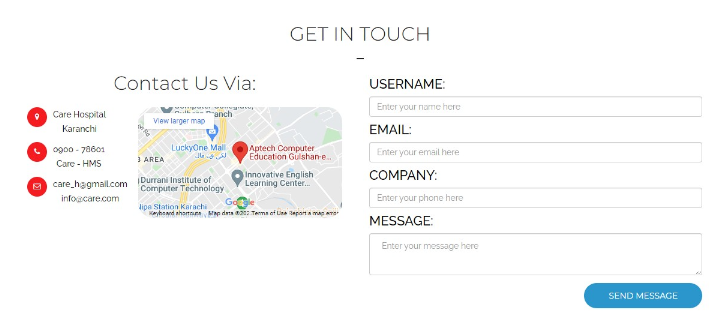 GET IN TOUCH
Contact Us Via:
Care Hospital
Karanchi
0900 - 78601
Care - HMS
care_h@gmail.com
info@care.com
View larger map
LuckyOne Mall
B AREA
Aptech Computer
Education Gulshan-e...
Durrani Institute of
Computer Technology
Innovative English
Learning Center...
Nipa Station Karachi
Google
Keyboard shortcuts
Map data ©202
Terms of Use
Report a map error
USERNAME:
Enter your name here
EMAIL:
Enter your email here
COMPANY:
Enter your phone here
MESSAGE:
Enter your message here
SEND MESSAGE